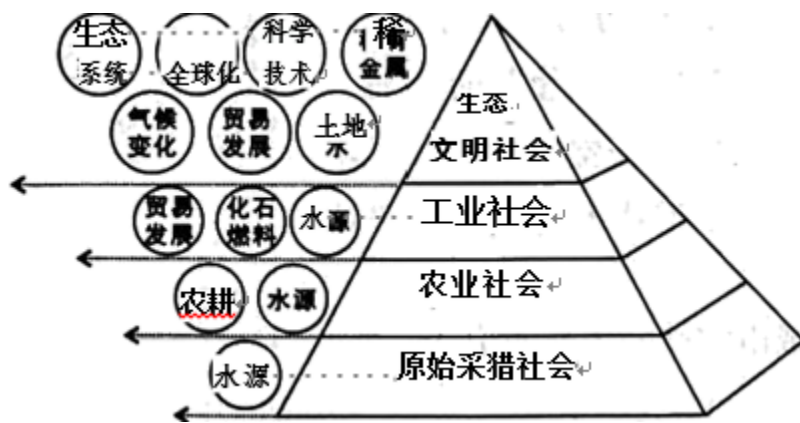 生态
系统
全球化
科学
技术
稀
金属
气候
变化
贸易
发展
土地
生态
文明社会
贸易
发展
化石
燃料
水源
工业社会
农耕
水源
农业社会
水源
原始采猎社会